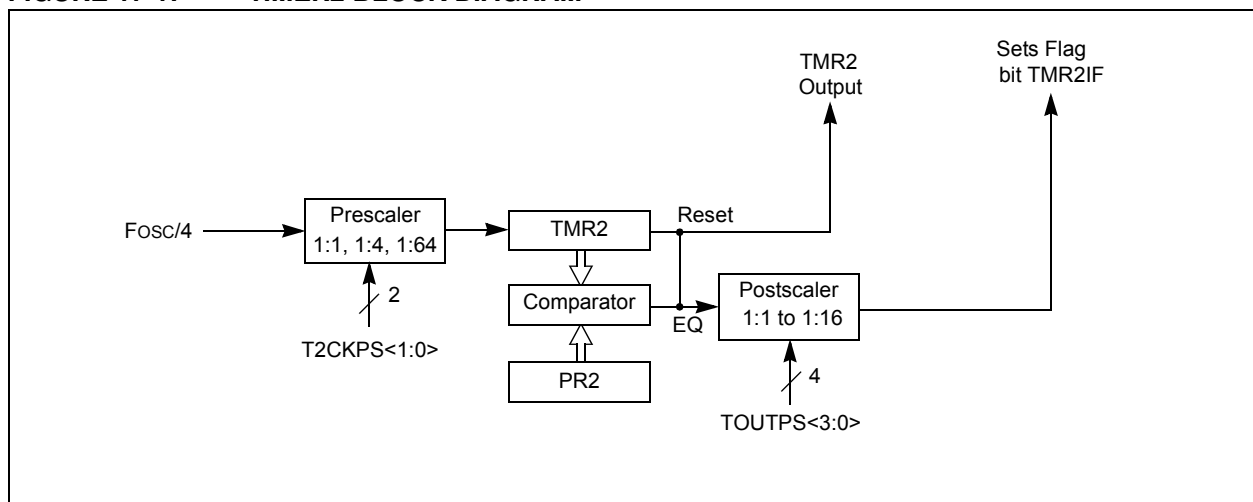 TMR2
Output
Sets Flag
bit TMR2IF
FOSC/4
Prescaler
1:1, 1:4, 1:64
2
T2CKPS<1:0>
TMR2
Reset
Comparator
EQ
PR2
Postscaler
1:1 to 1:16
4
TOUTPS<3:0>